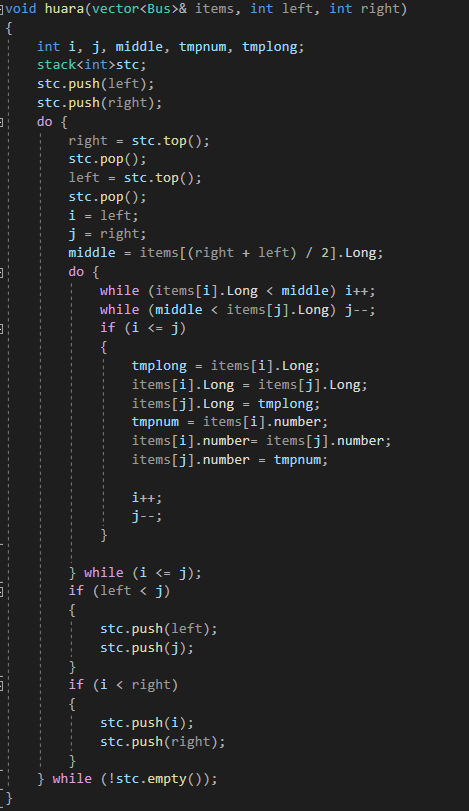 void huara(vector<Bus>& items, int left, int right)
{
    int i, j, middle, tmpnum, tmplong;
    stack<int>stc;
    stc.push(left);
    stc.push(right);
    do {
        right = stc.top();
        stc.pop();
        left = stc.top();
        stc.pop();
        i = left;
        j = right;
        middle = items[(right + left) / 2].Long;
        do {
            while (items[i].Long < middle) i++;
            while (middle < items[j].Long) j--;
            if (i <= j)
            {
                tmplong = items[i].Long;
                items[i].Long = items[j].Long;
                items[j].Long = tmplong;
                tmpnum = items[i].number;
                items[i].number= items[j].number;
                items[j].number = tmpnum;

                i++;
                j--;
            }

        } while (i <= j);
        if (left < j)
        {
            stc.push(left);
            stc.push(j);
        }
        if (i < right)
        {
            stc.push(i);
            stc.push(right);
        }
    } while (!stc.empty());
}